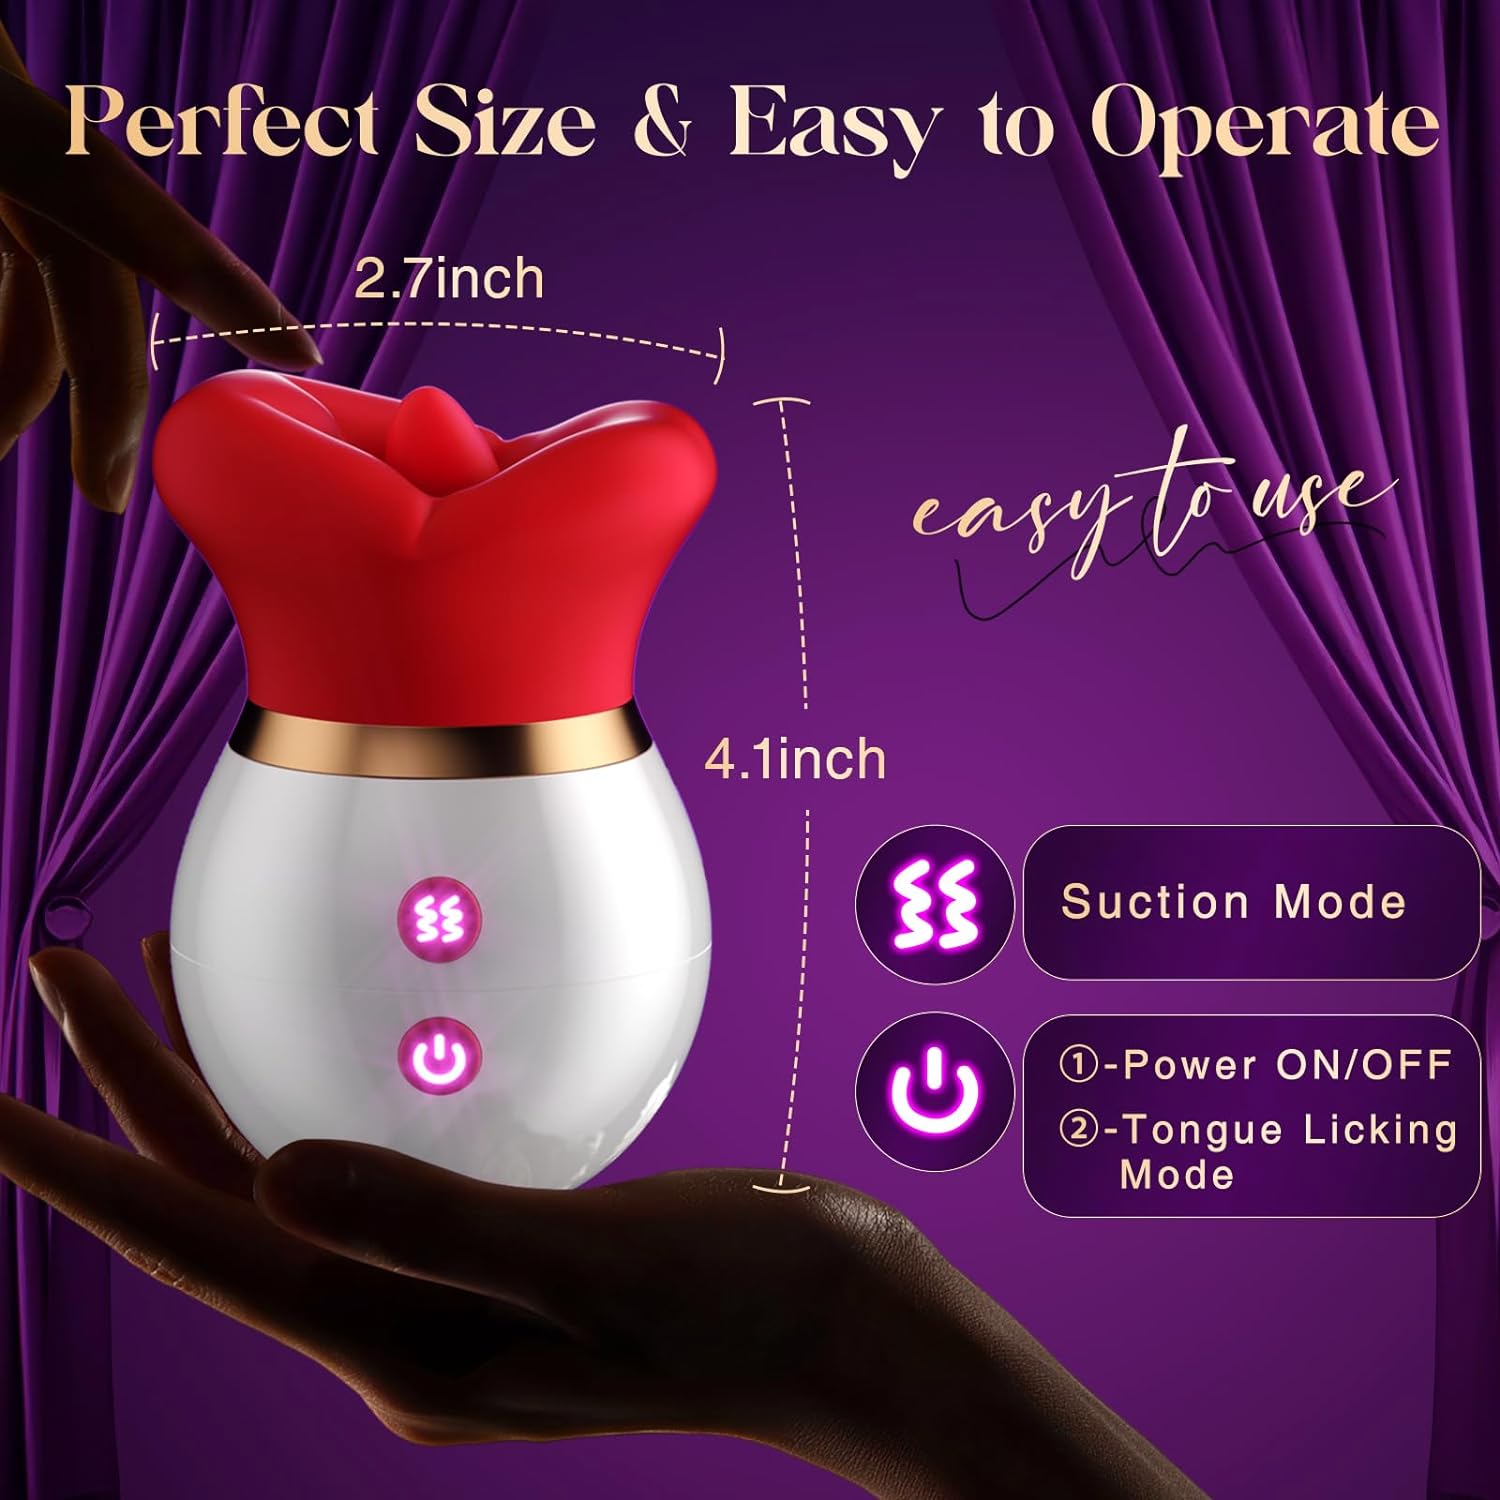 Perfect Size & Easy to Operate
2.7inch
easy to use
4.1inch
Suction Mode
①-Power ON/OFF
②-Tongue Licking
Mode